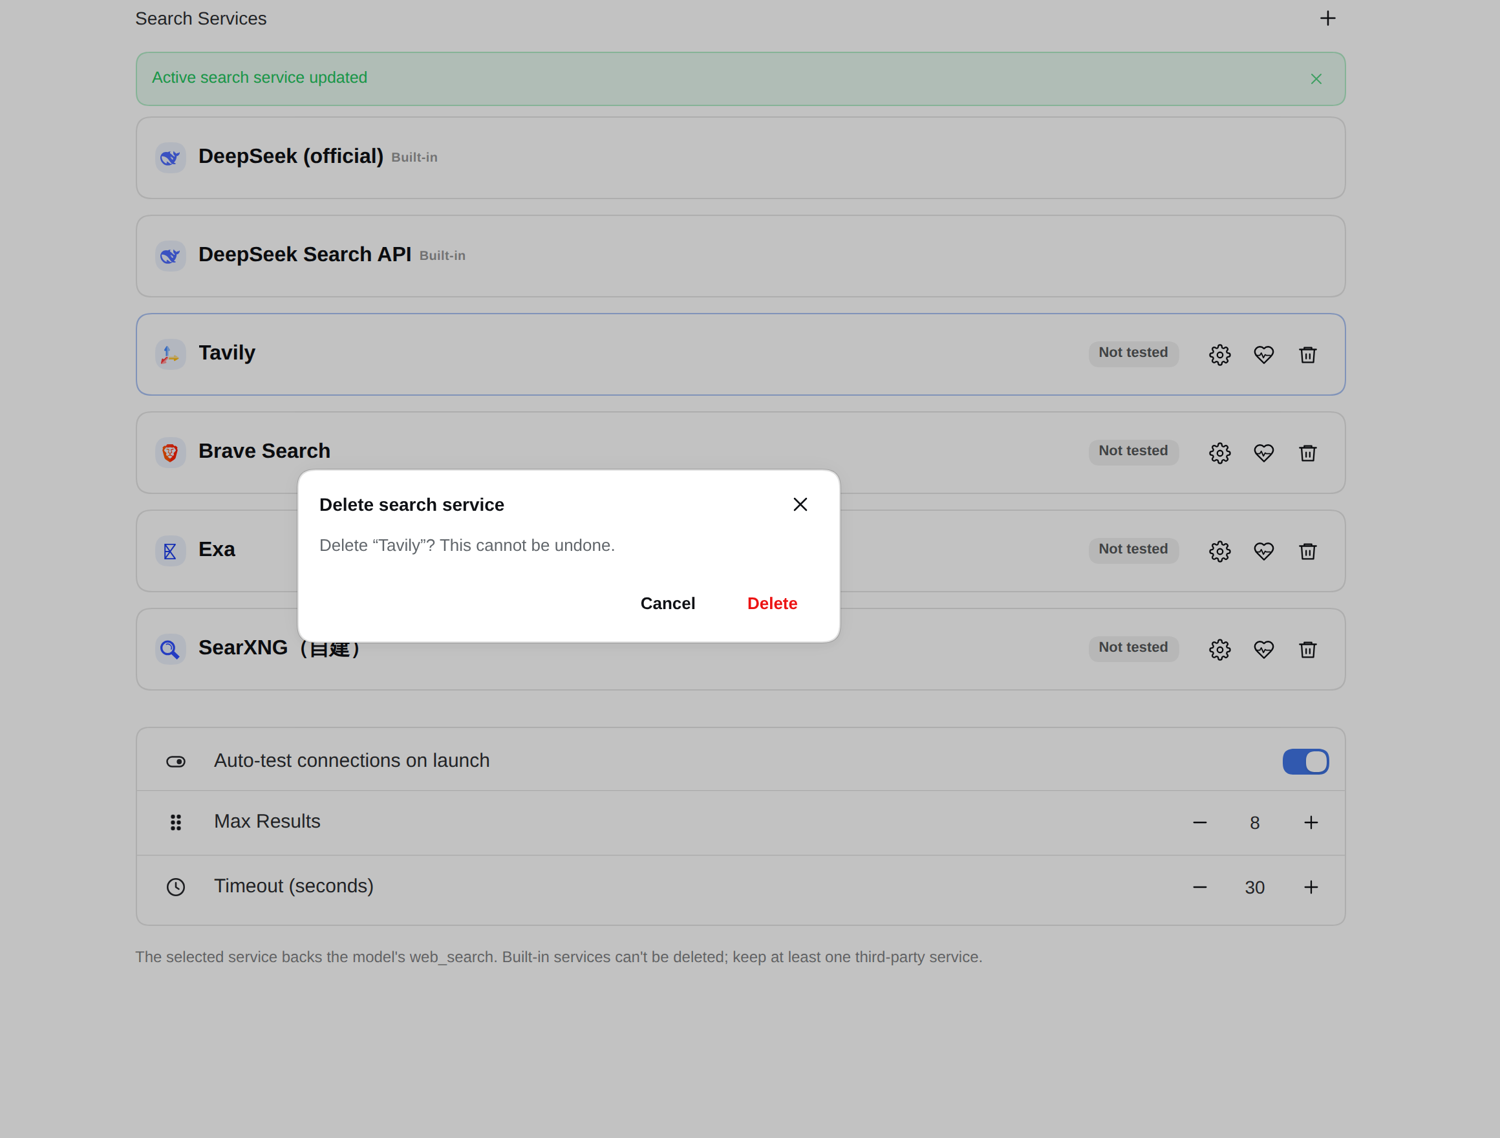 Search Services
Active search service updated
DeepSeek (official) Built-in
DeepSeek Search API Built-in
Tavily Not tested
Brave Search Not tested
Exa Not tested
Delete search service
Delete “Tavily”? This cannot be undone.
Cancel Delete
SearXNG（自建） Not tested
Auto-test connections on launch
Max Results 8
Timeout (seconds) 30
The selected service backs the model's web_search. Built-in services can't be deleted; keep at least one third-party service.